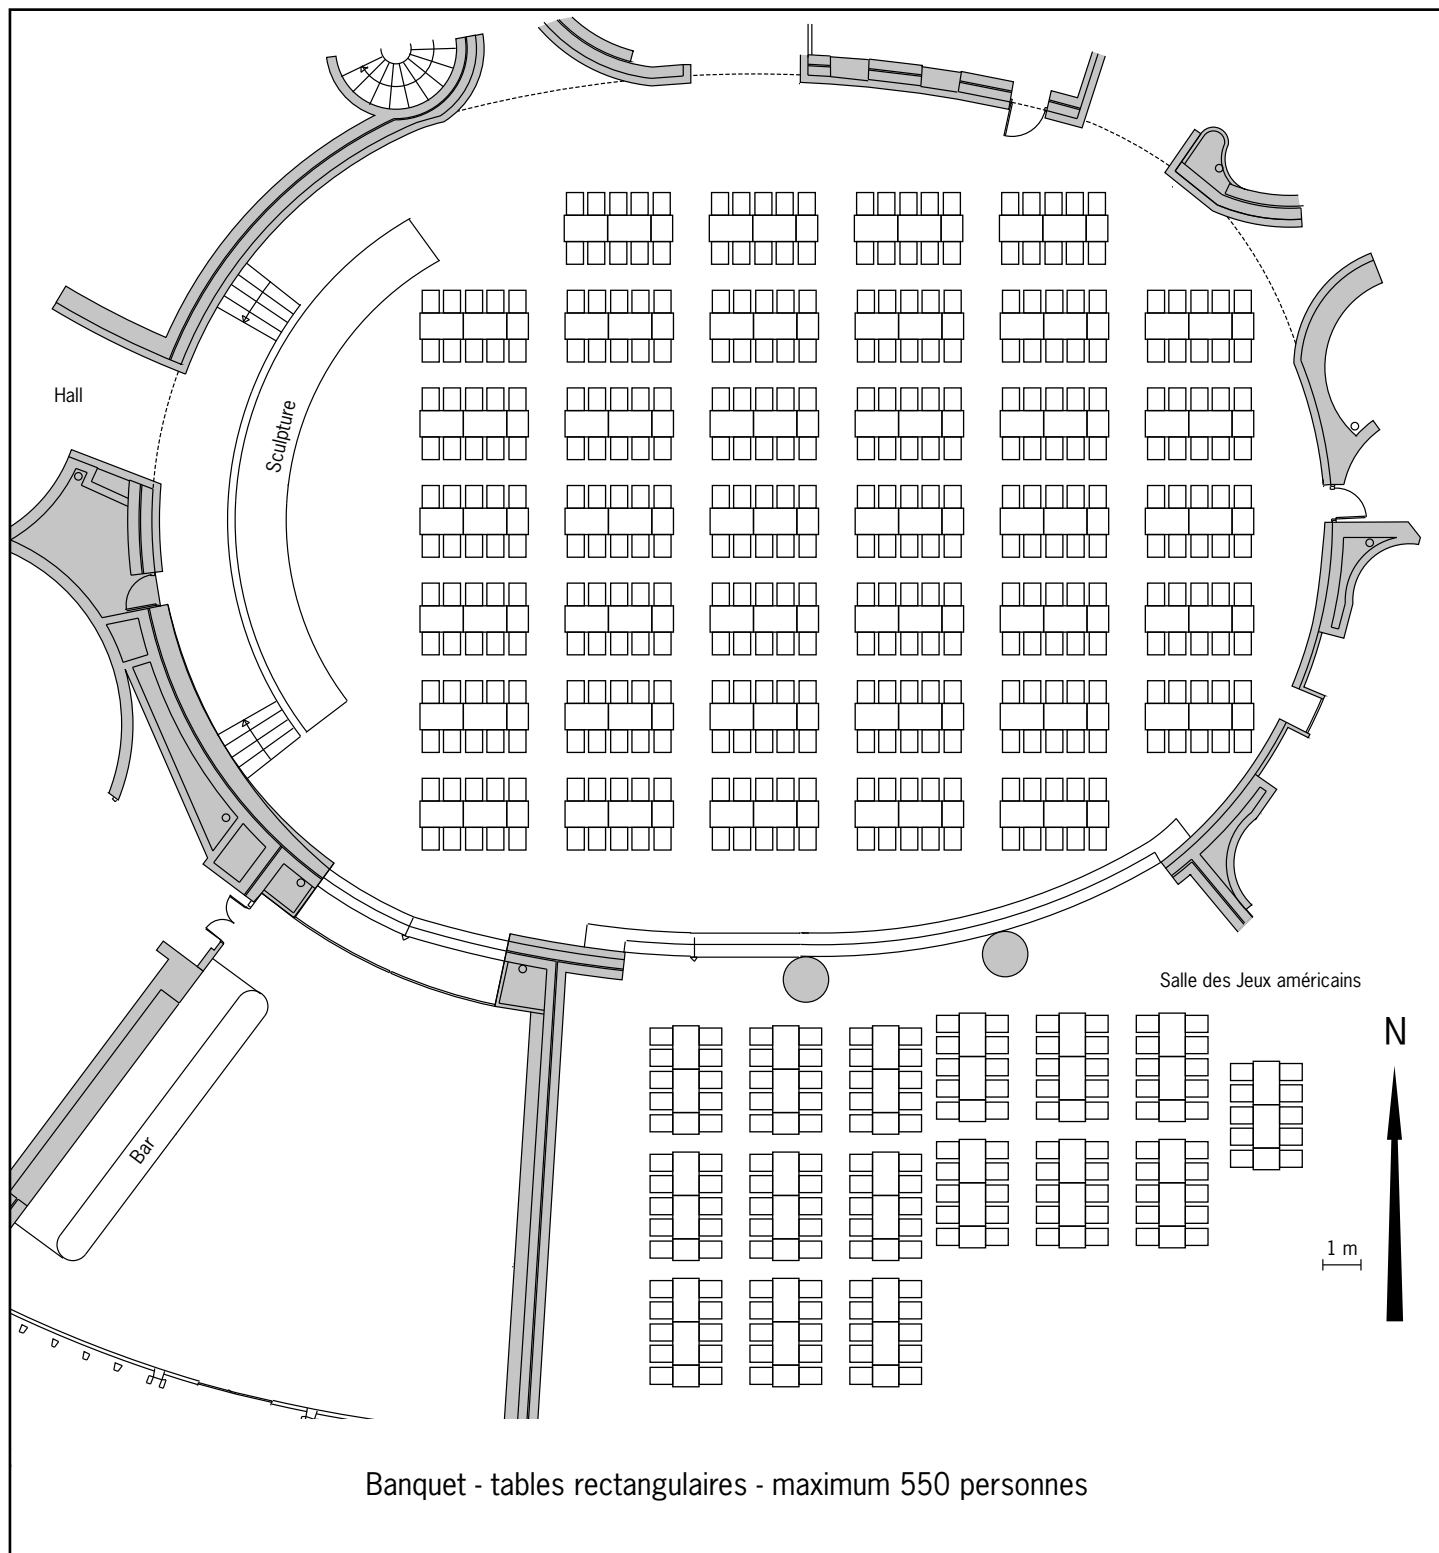 Hall
Sculpture
Salle des Jeux américains
N
1 m
Bar
Banquet - tables rectangulaires - maximum 550 personnes